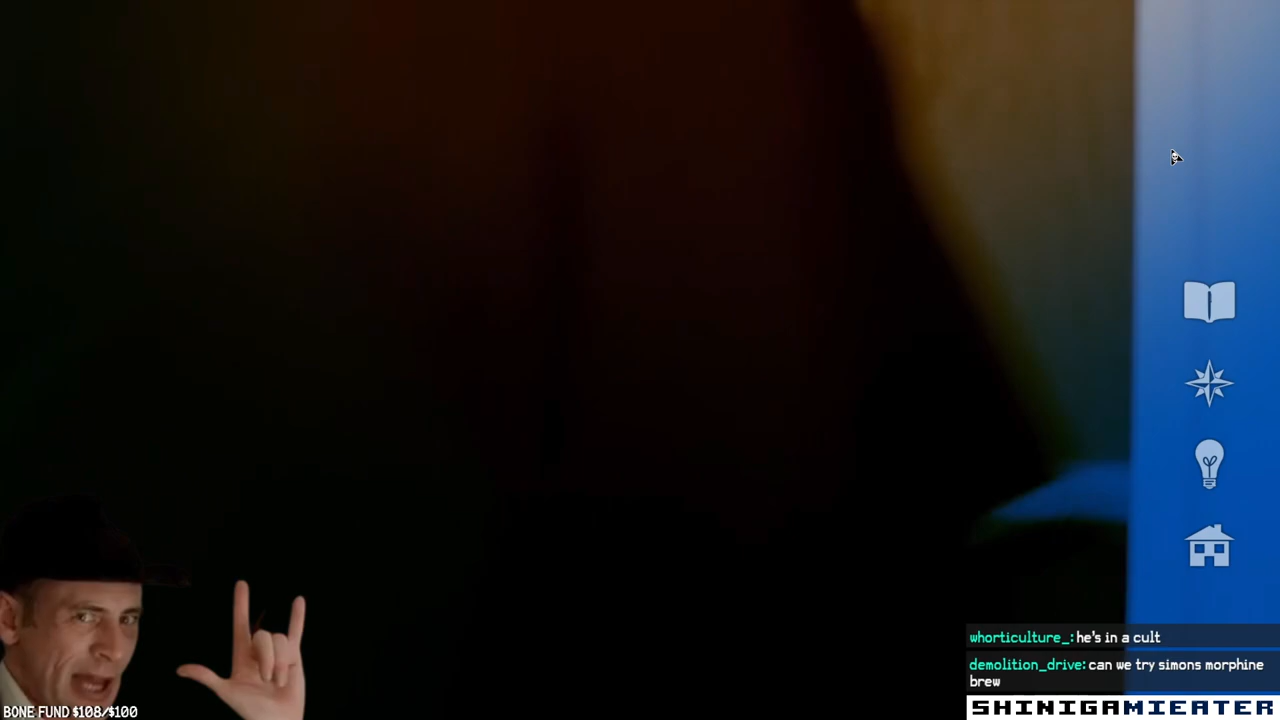 whorticulture_: he's in a cult
demolition_drive: can we try simons morphine
brew
BONE FUND $108/$100
SHINIGAMIEATER